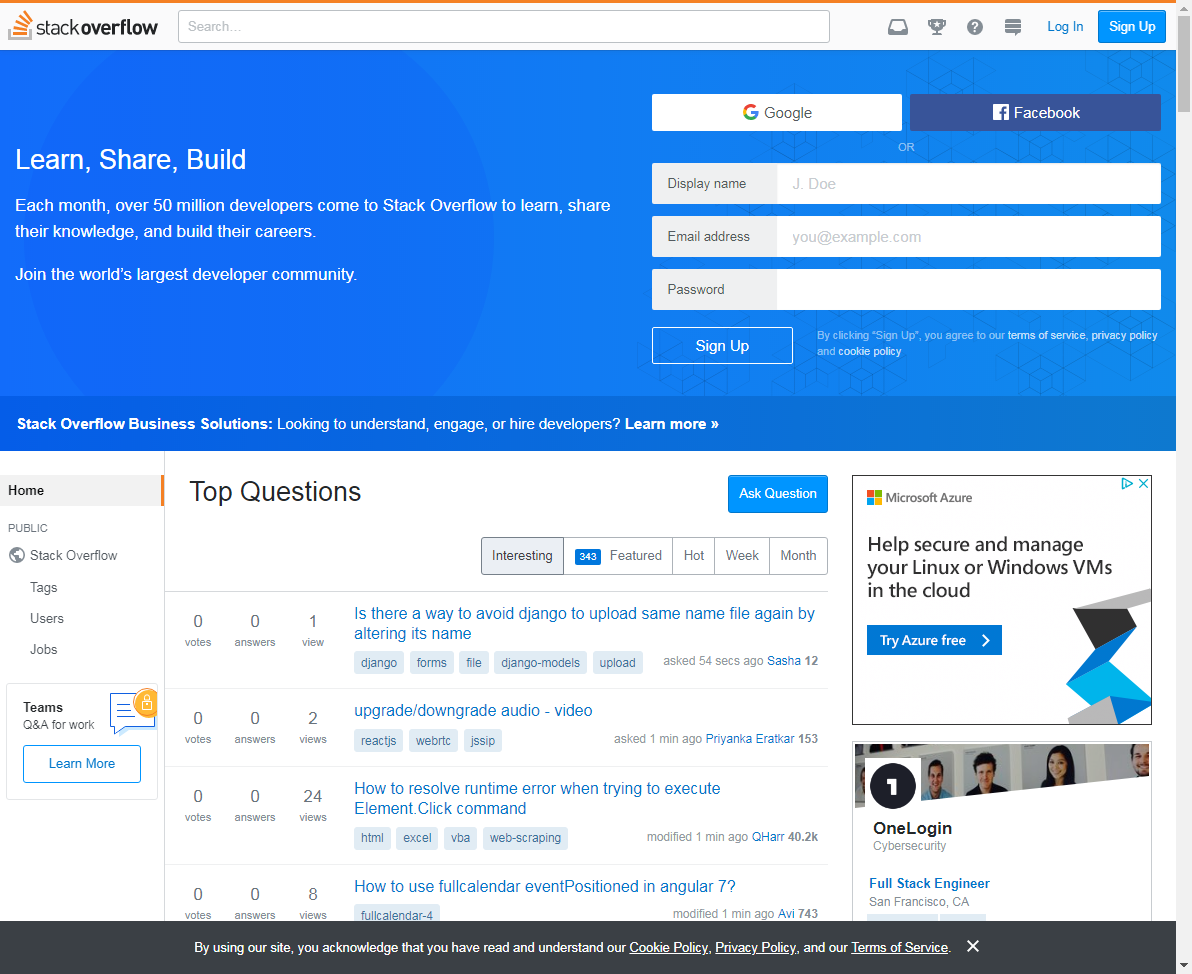 stackoverflow
Search...
Log In
Sign Up
Learn, Share, Build
Each month, over 50 million developers come to Stack Overflow to learn, share
their knowledge, and build their careers.
Join the world’s largest developer community.
Google
Facebook
OR
Display name
J. Doe
Email address
you@example.com
Password
Sign Up
By clicking “Sign Up”, you agree to our terms of service, privacy policy
and cookie policy
Stack Overflow Business Solutions: Looking to understand, engage, or hire developers? Learn more »
Home
PUBLIC
Stack Overflow
Tags
Users
Jobs
Teams
Q&A for work
Learn More
Top Questions
Ask Question
Interesting
343 Featured
Hot
Week
Month
0 votes
0 answers
1 view
Is there a way to avoid django to upload same name file again by
altering its name
django forms file django-models upload
asked 54 secs ago Sasha 12
0 votes
0 answers
2 views
upgrade/downgrade audio - video
reactjs webrtc jssip
asked 1 min ago Priyanka Eratkar 153
0 votes
0 answers
24 views
How to resolve runtime error when trying to execute
Element.Click command
html excel vba web-scraping
modified 1 min ago QHarr 40.2k
0 votes
0 answers
8 views
How to use fullcalendar eventPositioned in angular 7?
fullcalendar-4
modified 1 min ago Avi 743
Microsoft Azure
Help secure and manage
your Linux or Windows VMs
in the cloud
Try Azure free
1
OneLogin
Cybersecurity
Full Stack Engineer
San Francisco, CA
By using our site, you acknowledge that you have read and understand our Cookie Policy, Privacy Policy, and our Terms of Service.